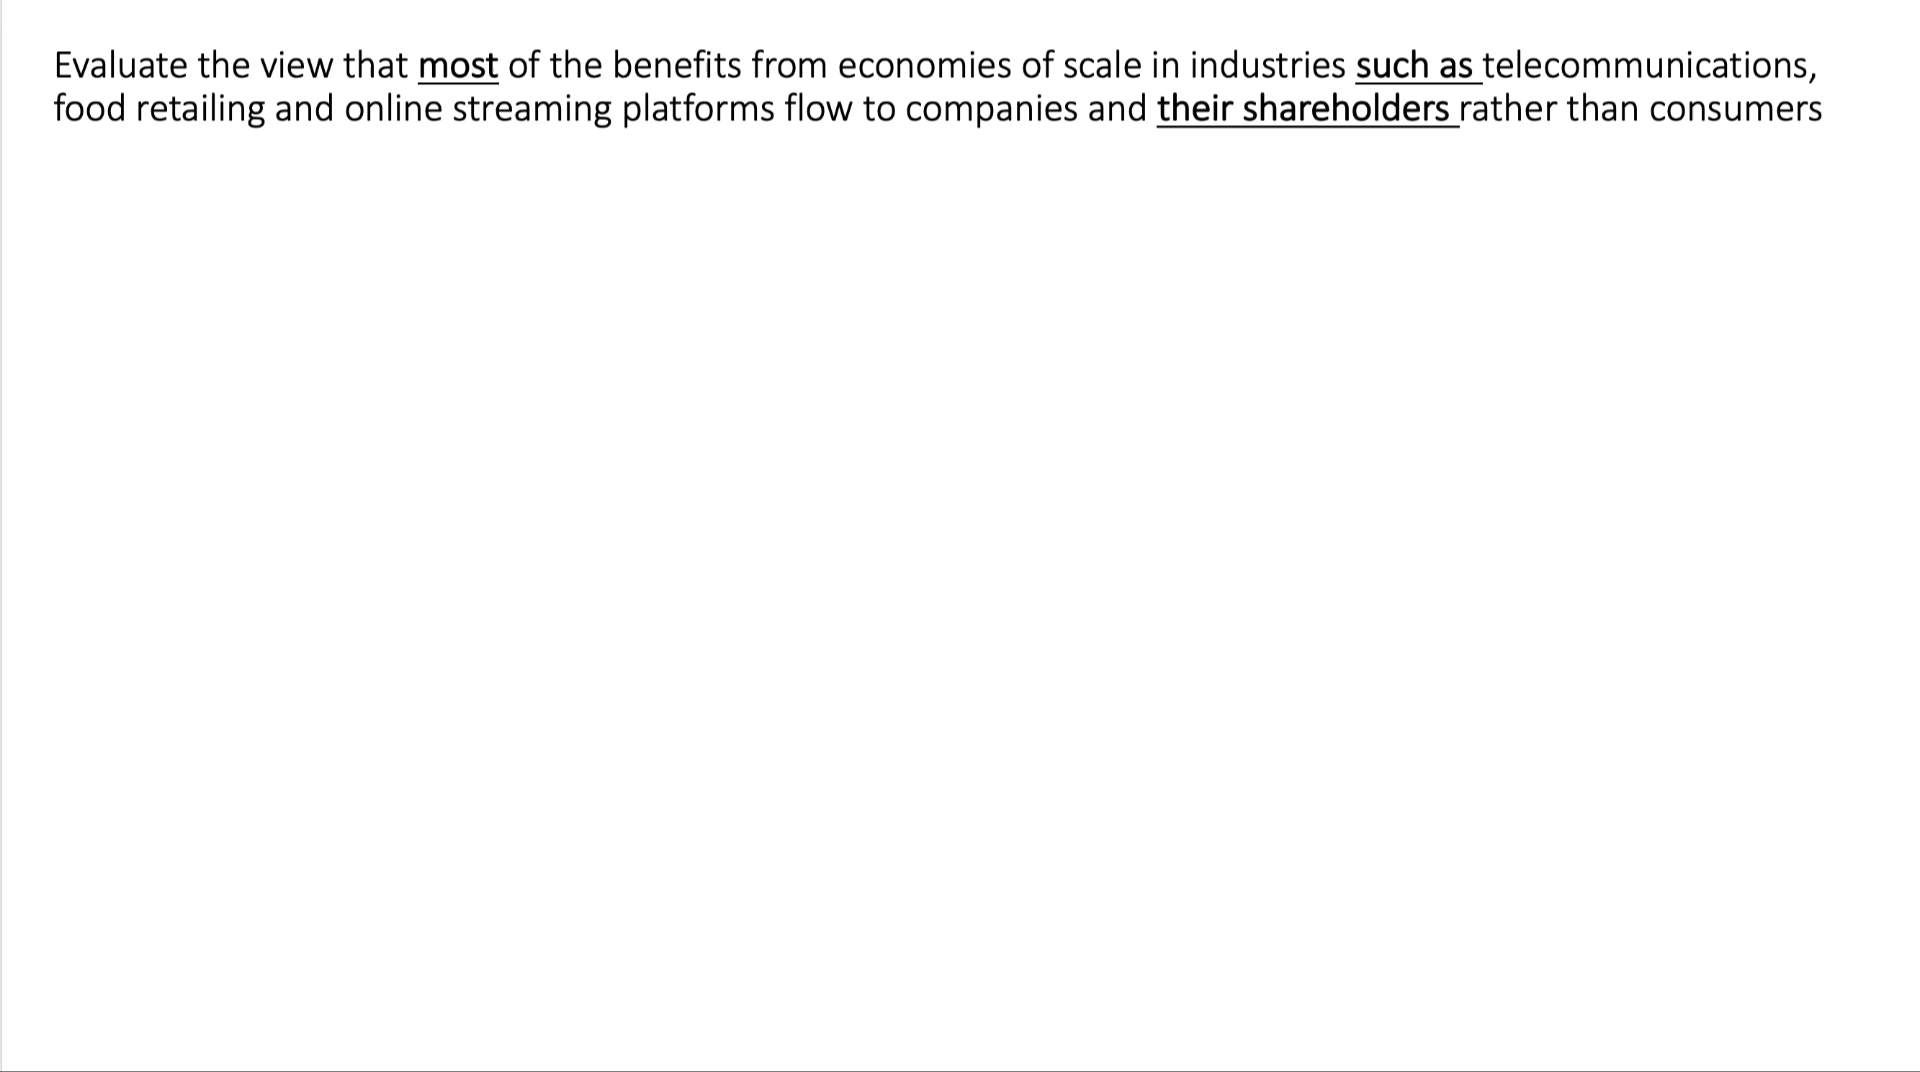 Evaluate the view that most of the benefits from economies of scale in industries such as telecommunications,
food retailing and online streaming platforms flow to companies and their shareholders rather than consumers